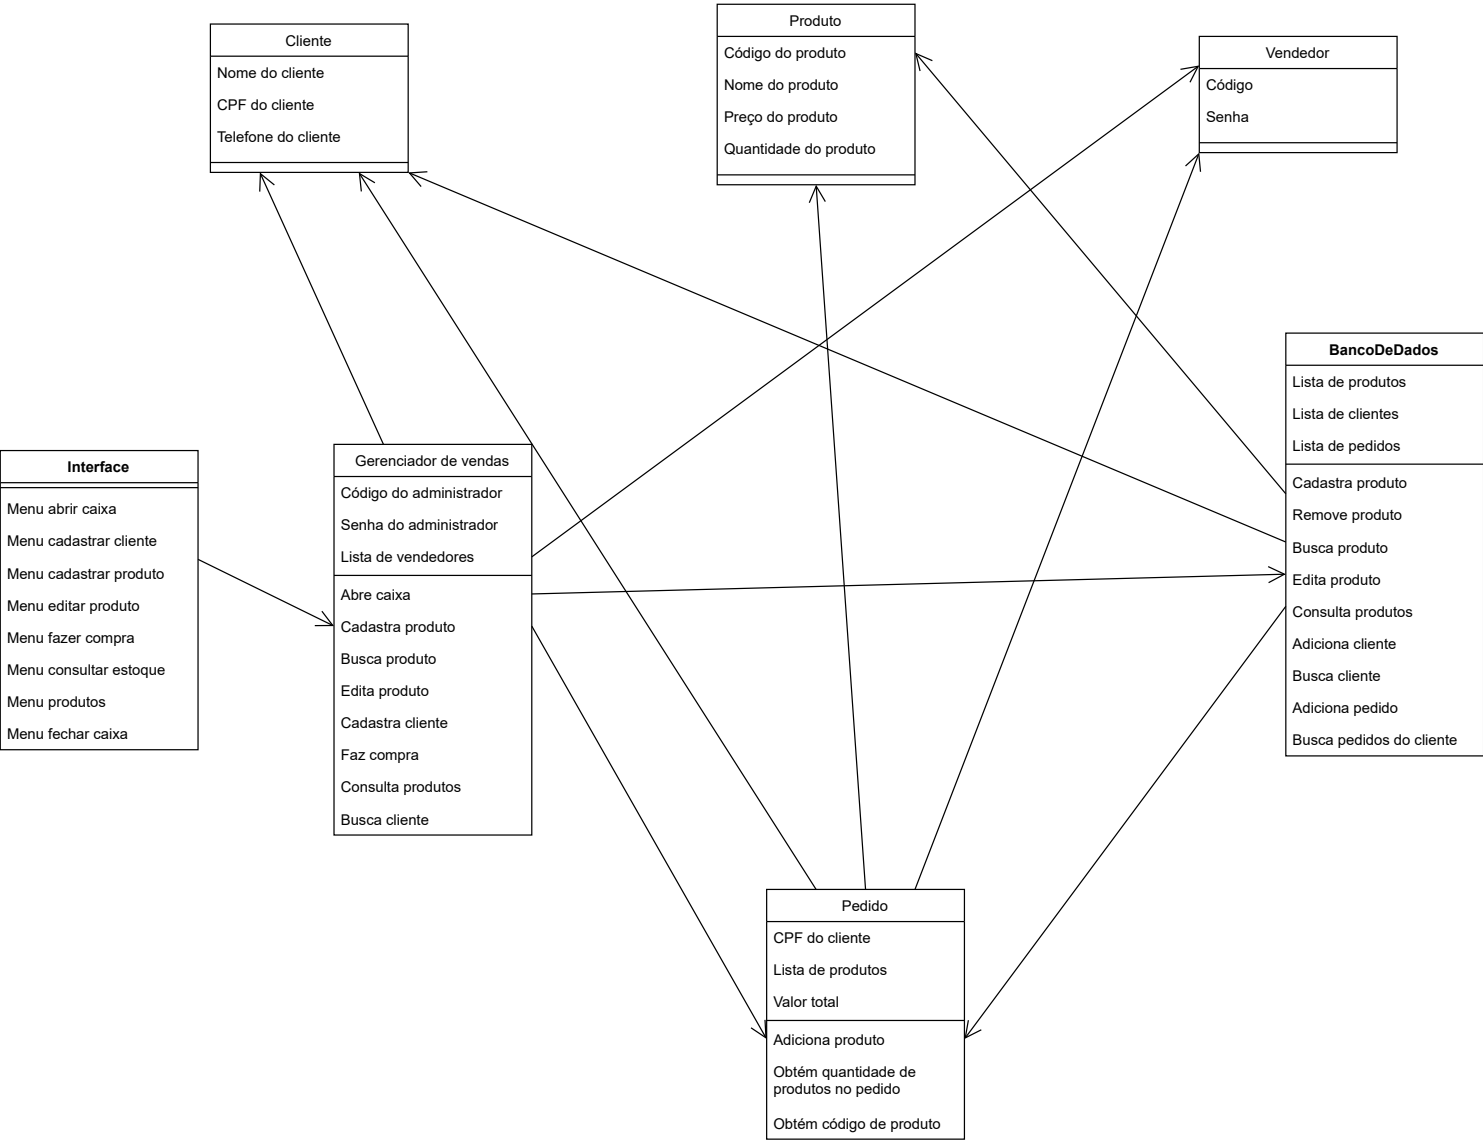 Cliente
Nome do cliente
CPF do cliente
Telefone do cliente
Produto
Código do produto
Nome do produto
Preço do produto
Quantidade do produto
Vendedor
Código
Senha
BancoDeDados
Lista de produtos
Lista de clientes
Lista de pedidos
Cadastra produto
Remove produto
Busca produto
Edita produto
Consulta produtos
Adiciona cliente
Busca cliente
Adiciona pedido
Busca pedidos do cliente
Interface
Menu abrir caixa
Menu cadastrar cliente
Menu cadastrar produto
Menu editar produto
Menu fazer compra
Menu consultar estoque
Menu produtos
Menu fechar caixa
Gerenciador de vendas
Código do administrador
Senha do administrador
Lista de vendedores
Abre caixa
Cadastra produto
Busca produto
Edita produto
Cadastra cliente
Faz compra
Consulta produtos
Busca cliente
Pedido
CPF do cliente
Lista de produtos
Valor total
Adiciona produto
Obtém quantidade de
produtos no pedido
Obtém código de produto